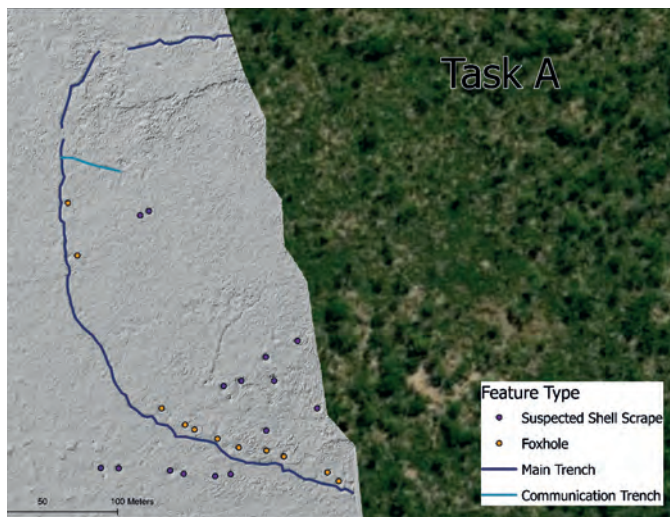 Task A
Feature Type
Suspected Shell Scrape
Foxhole
Main Trench
Communication Trench
50 100 Meters